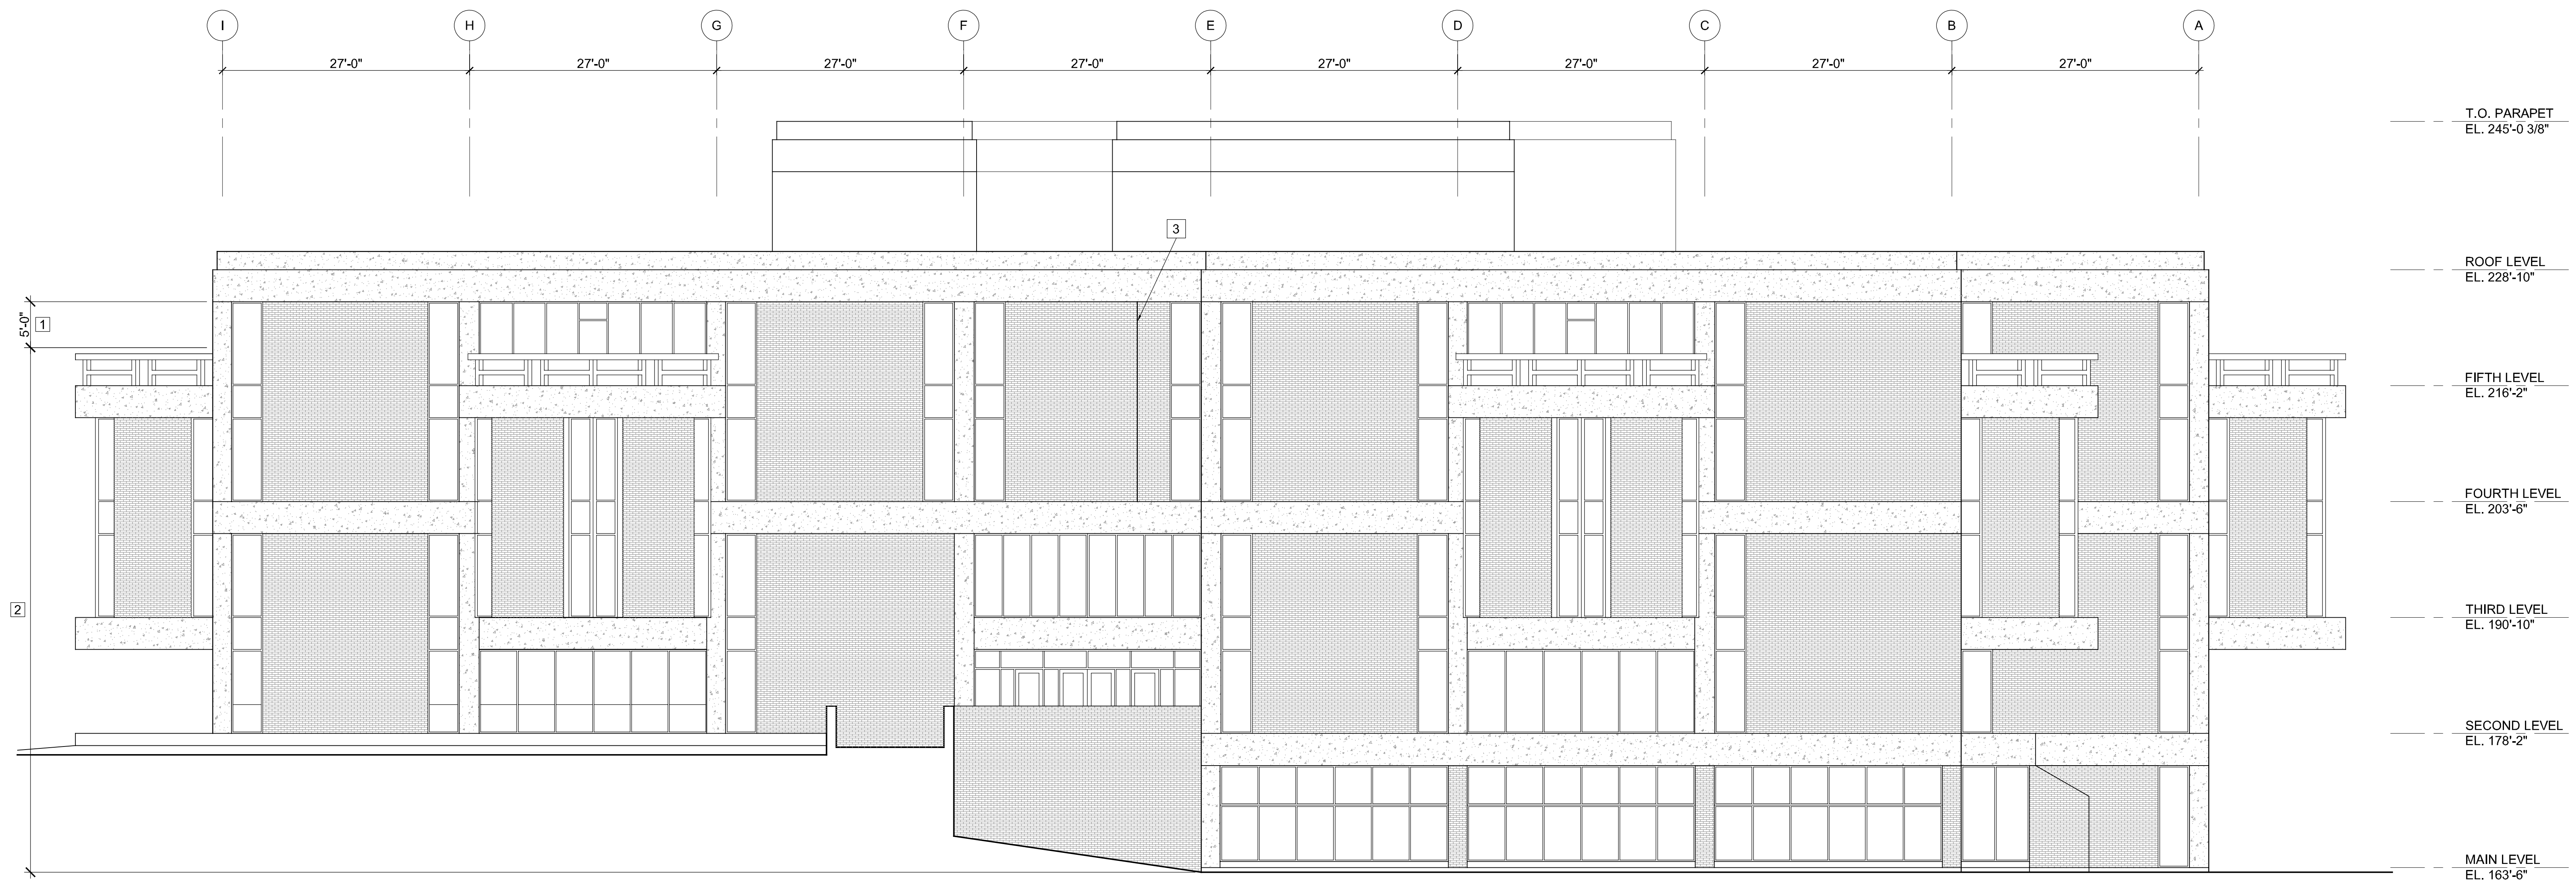 I H G F E D C B A
27'-0" 27'-0" 27'-0" 27'-0" 27'-0" 27'-0" 27'-0" 27'-0"
T.O. PARAPET
EL. 245'-0 3/8"
3
ROOF LEVEL
EL. 228'-10"
5'-0"
1
FIFTH LEVEL
EL. 216'-2"
FOURTH LEVEL
EL. 203'-6"
2
THIRD LEVEL
EL. 190'-10"
SECOND LEVEL
EL. 178'-2"
MAIN LEVEL
EL. 163'-6"